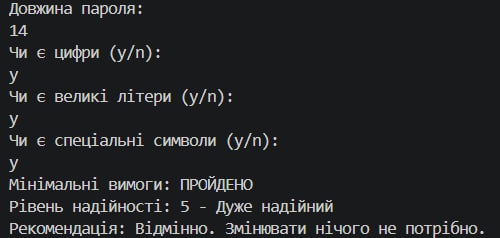 Довжина пароля:
14
Чи є цифри (y/n):
y
Чи є великі літери (y/n):
y
Чи є спеціальні символи (y/n):
y
Мінімальні вимоги: ПРОЙДЕНО
Рівень надійності: 5 - Дуже надійний
Рекомендація: Відмінно. Змінювати нічого не потрібно.